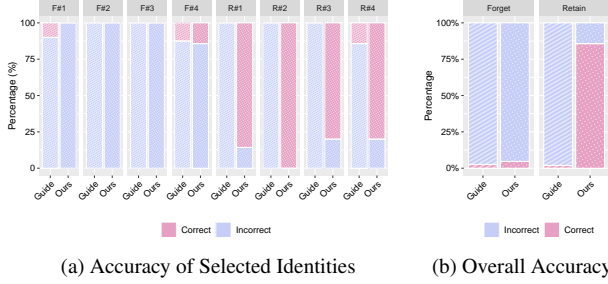 F#1 F#2 F#3 F#4 R#1 R#2 R#3 R#4
Percentage (%)
100
75
50
25
0
Guide Ours Guide Ours Guide Ours Guide Ours Guide Ours Guide Ours Guide Ours Guide Ours
Correct Incorrect
(a) Accuracy of Selected Identities
Forget Retain
Percentage
100%
75%
50%
25%
0%
Guide Ours Guide Ours
Incorrect Correct
(b) Overall Accuracy